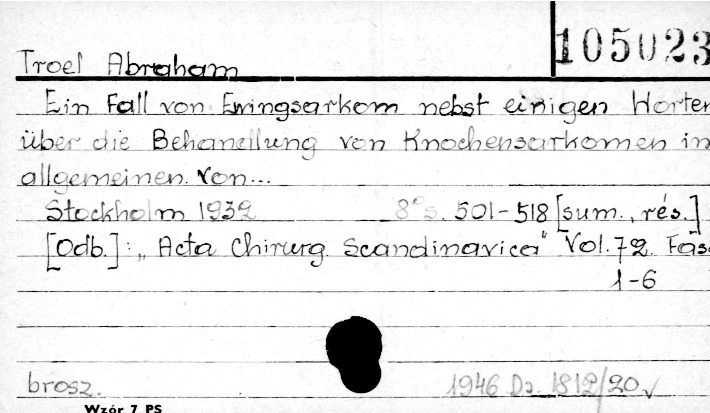 105023
Troel Abraham
Ein Fall von Ewingsarkom nebst einigen Worten
über die Behandlung von Knochensarkomen in
allgemeinen. Von...
Stockholm 1932 8° s. 501-518 [sum., rés.]
[Odb.]: „Acta Chirurg. Scandinavica" Vol. 72. Fasc
1-6
brosz. 1946 Dz. 1812/20
Wzór 7 PS